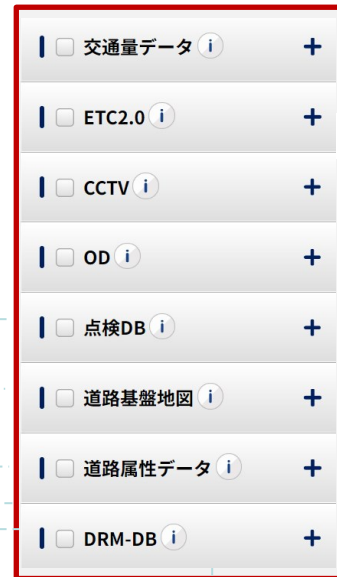 交通量データ i +
ETC2.0 i +
CCTV i +
OD i +
点検DB i +
道路基盤地図 i +
道路属性データ i +
DRM-DB i +